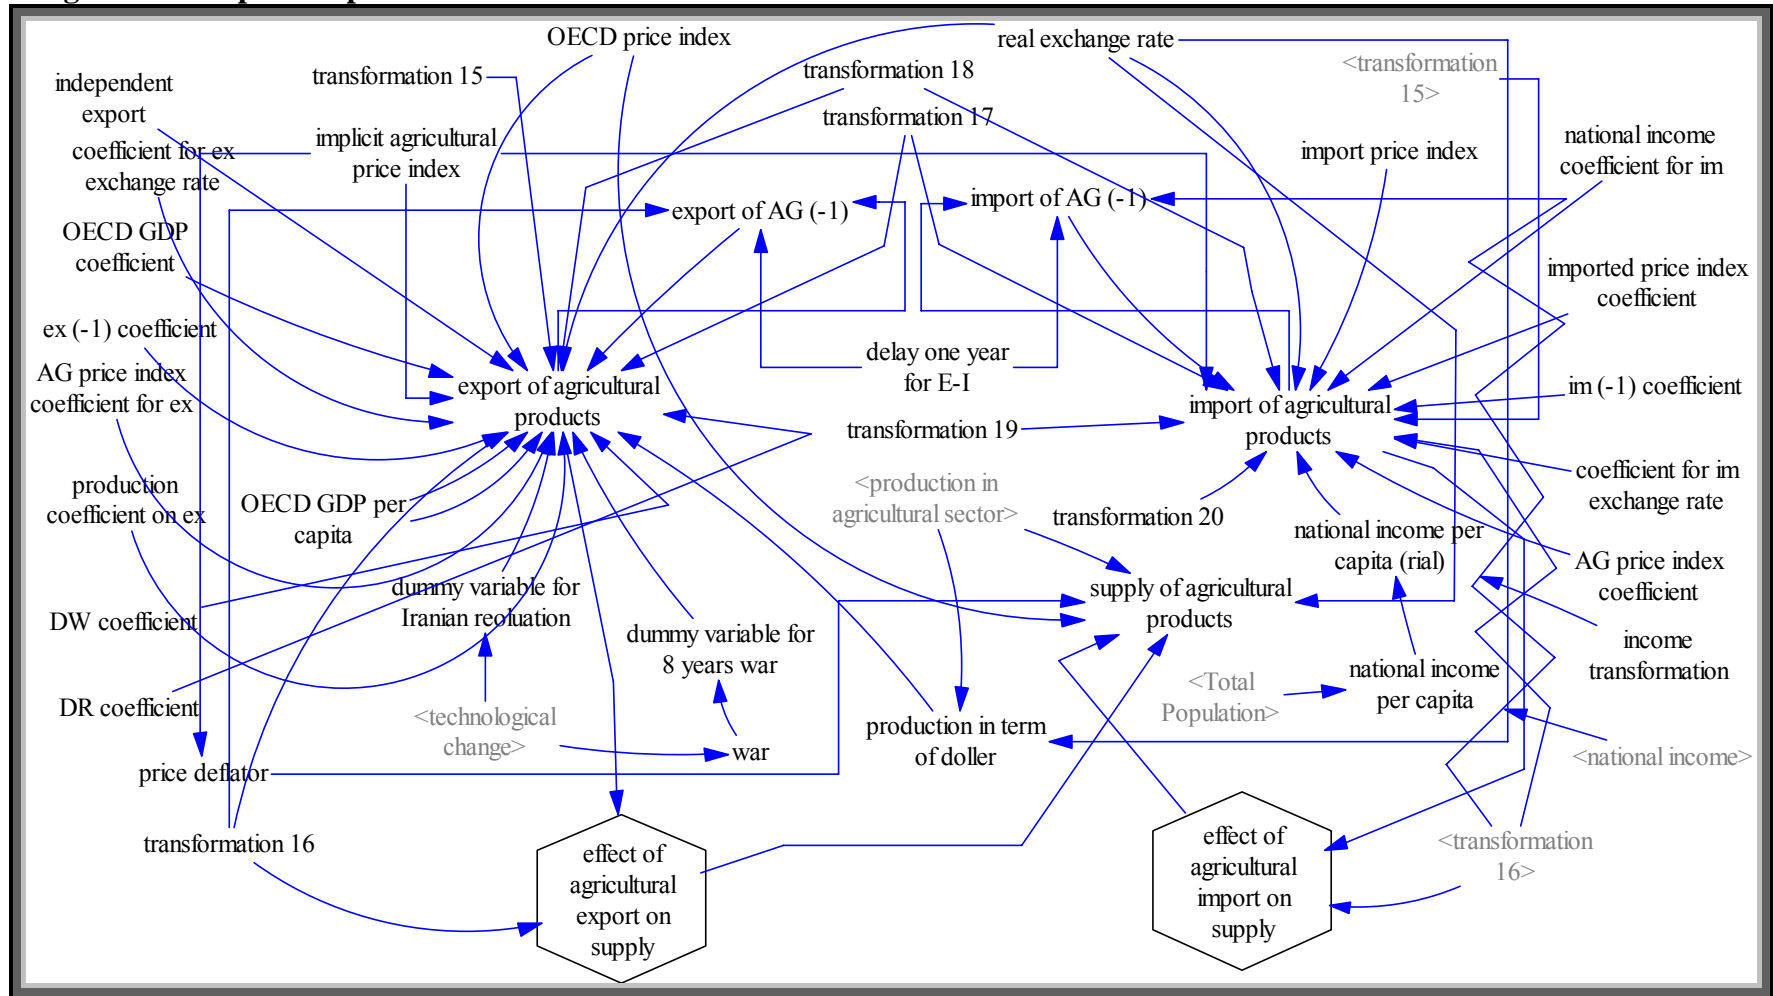 OECD price index
real exchange rate
transformation 15
transformation 18
<transformation
15>
independent
export
transformation 17
implicit agricultural
price index
national income
coefficient for im
coefficient for ex
exchange rate
import price index
export of AG (-1)
import of AG (-1)
OECD GDP
coefficient
imported price index
coefficient
ex (-1) coefficient
delay one year
for E-I
AG price index
coefficient for ex
export of agricultural
products
im (-1) coefficient
import of agricultural
products
transformation 19
production
coefficient on ex
OECD GDP per
capita
<production in
agricultural sector>
transformation 20
coefficient for im
exchange rate
national income per
capita (rial)
AG price index
coefficient
dummy variable for
Iranian reoluation
supply of agricultural
products
DW coefficient
dummy variable for
8 years war
income
transformation
DR coefficient
<technological
change>
war
production in term
of doller
<Total
Population>
national income
per capita
<national income>
price deflator
transformation 16
effect of
agricultural
export on
supply
effect of
agricultural
import on
supply
<transformation
16>